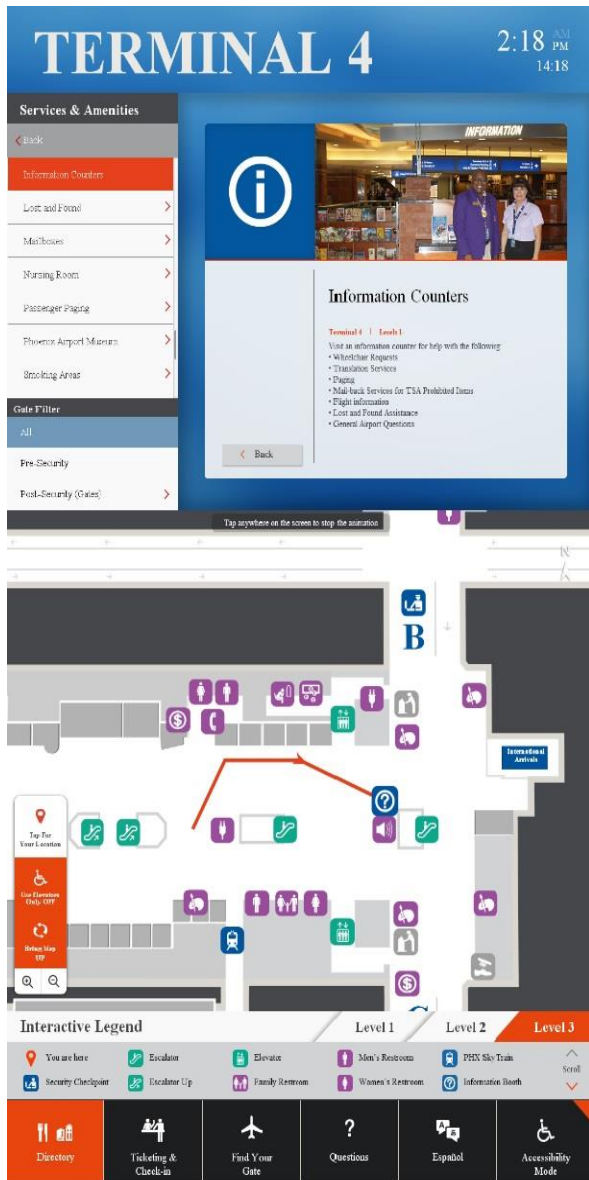 TERMINAL 4
2:18 AM
PM
14:18
Services & Amenities
Back
Information Counters
Lost and Found
Mailboxes
Nursing Room
Passenger Paging
Phoenix Airport Museum
Smoking Areas
Gate Filter
All
Pre-Security
Post-Security (Gates)
INFORMATION
Information Counters
Terminal 4 | Levels 1-
Visit an information counter for help with the following:
• Wheelchair Requests
• Translation Services
• Paging
• Mail-back Services for TSA Prohibited Items
• Flight information
• Lost and Found Assistance
• General Airport Questions
Back
Tap anywhere on the screen to stop the animation
N
B
International
Arrivals
Tap For
Your Location
Use Elevators
Only: OFF
Bring Map
UP
Interactive Legend
Level 1
Level 2
Level 3
You are here
Escalator
Elevator
Men's Restroom
PHX Sky Train
Security Checkpoint
Escalator Up
Family Restroom
Women's Restroom
Information Booth
Scroll
Directory
Ticketing &
Check-in
Find Your
Gate
Questions
Español
Accessibility
Mode